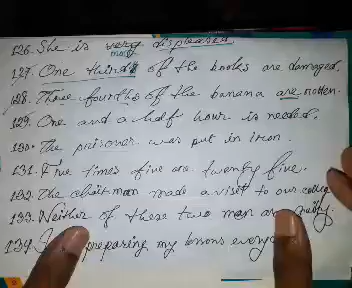 126. She is very displeased
much
127. One thirds of the books are damaged.
128. Three fourths of the banana are rotten.
129. One and a half hour is needed.
130. The prisoner was put in iron.
131. Five times five are twenty five.
132. The chairman made a visit to our college
133. Neither of these two men are guilty.
134. preparing my lessons every